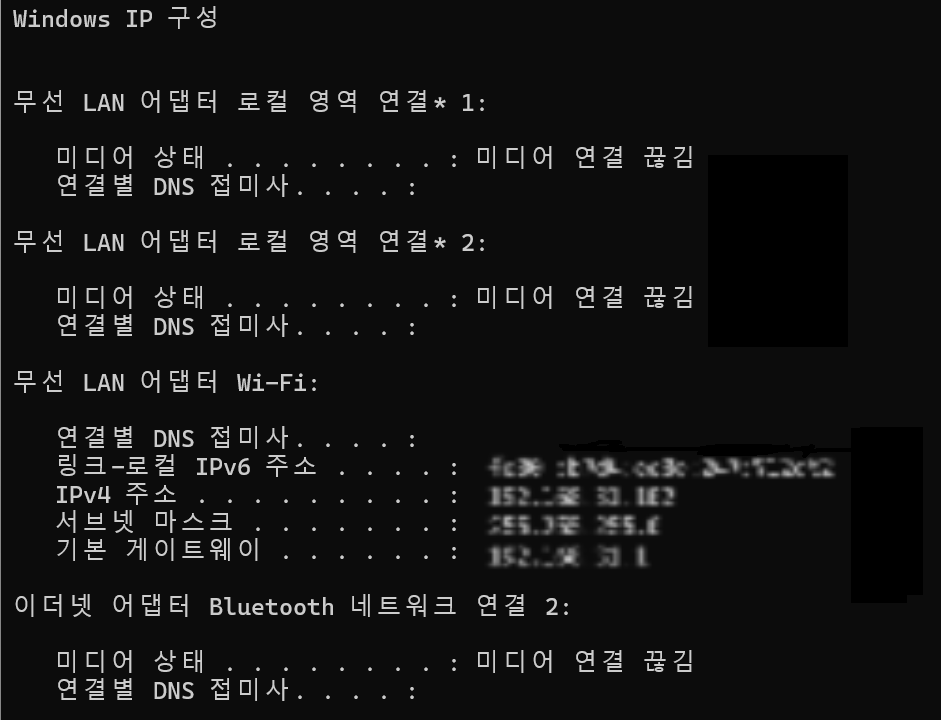 Windows IP 구성
무선 LAN 어댑터 로컬 영역 연결* 1:
미디어 상태 . . . . . . . . : 미디어 연결 끊김
연결별 DNS 접미사. . . . :
무선 LAN 어댑터 로컬 영역 연결* 2:
미디어 상태 . . . . . . . . : 미디어 연결 끊김
연결별 DNS 접미사. . . . :
무선 LAN 어댑터 Wi-Fi:
연결별 DNS 접미사. . . . :
링크-로컬 IPv6 주소 . . . . :
IPv4 주소 . . . . . . . . . :
서브넷 마스크 . . . . . . . :
기본 게이트웨이 . . . . . . :
이더넷 어댑터 Bluetooth 네트워크 연결 2:
미디어 상태 . . . . . . . . : 미디어 연결 끊김
연결별 DNS 접미사. . . . :